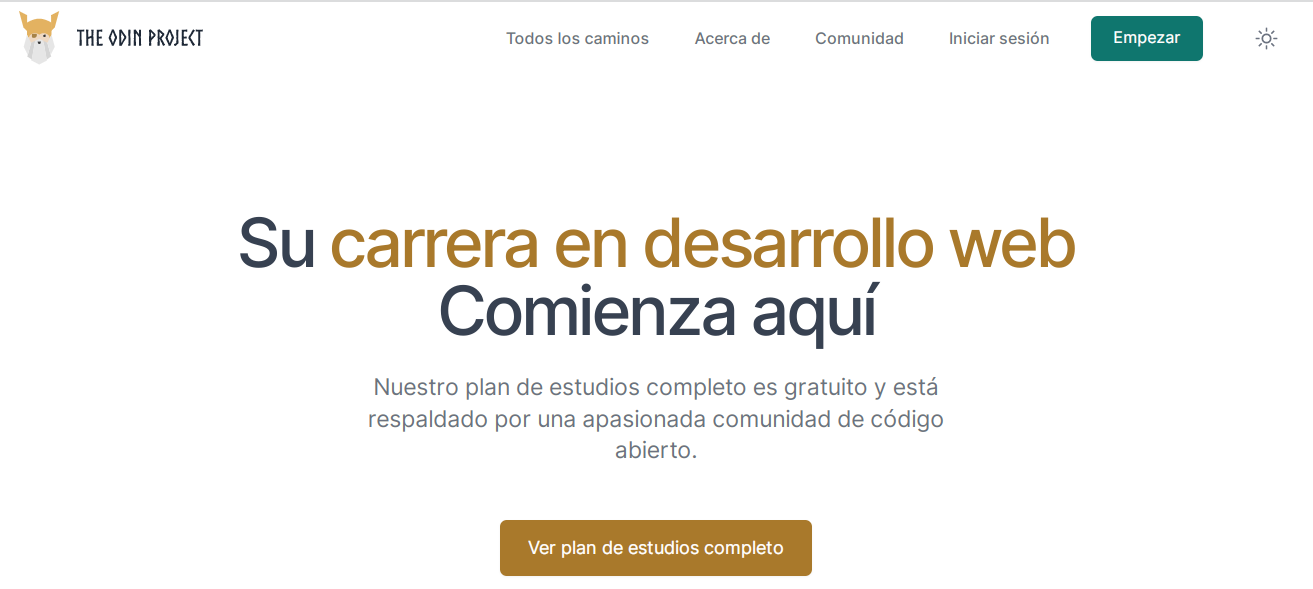 THE ODIN PROJECT
Todos los caminos
Acerca de
Comunidad
Iniciar sesión
Empezar
Su carrera en desarrollo web
Comienza aquí
Nuestro plan de estudios completo es gratuito y está
respaldado por una apasionada comunidad de código
abierto.
Ver plan de estudios completo